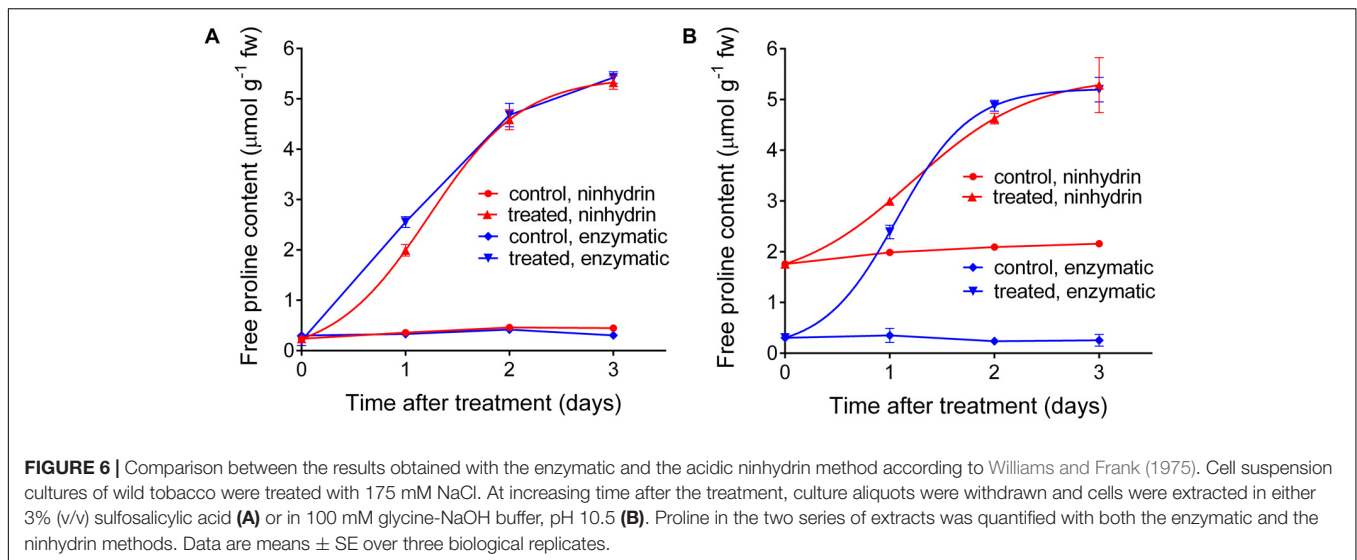 A
Free proline content (µmol g⁻¹ fw)
6
5
4
3
2
1
0
control, ninhydrin
treated, ninhydrin
control, enzymatic
treated, enzymatic
0 1 2 3
Time after treatment (days)
B
Free proline content (µmol g⁻¹ fw)
6
5
4
3
2
1
0
control, ninhydrin
treated, ninhydrin
control, enzymatic
treated, enzymatic
0 1 2 3
Time after treatment (days)
FIGURE 6 | Comparison between the results obtained with the enzymatic and the acidic ninhydrin method according to Williams and Frank (1975). Cell suspension
cultures of wild tobacco were treated with 175 mM NaCl. At increasing time after the treatment, culture aliquots were withdrawn and cells were extracted in either
3% (v/v) sulfosalicylic acid (A) or in 100 mM glycine-NaOH buffer, pH 10.5 (B). Proline in the two series of extracts was quantified with both the enzymatic and the
ninhydrin methods. Data are means ± SE over three biological replicates.